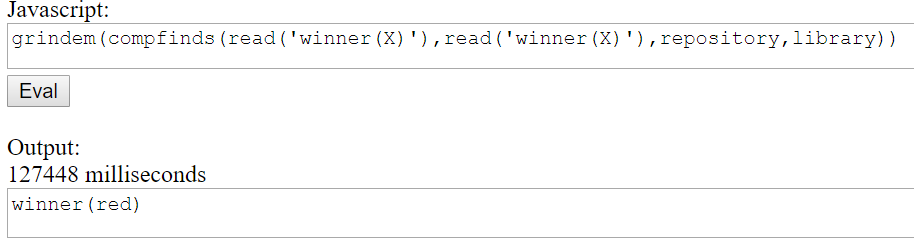 Javascript:
grindem(compfinds(read('winner(X)'),read('winner(X)'),repository,library))
Eval
Output:
127448 milliseconds
winner(red)